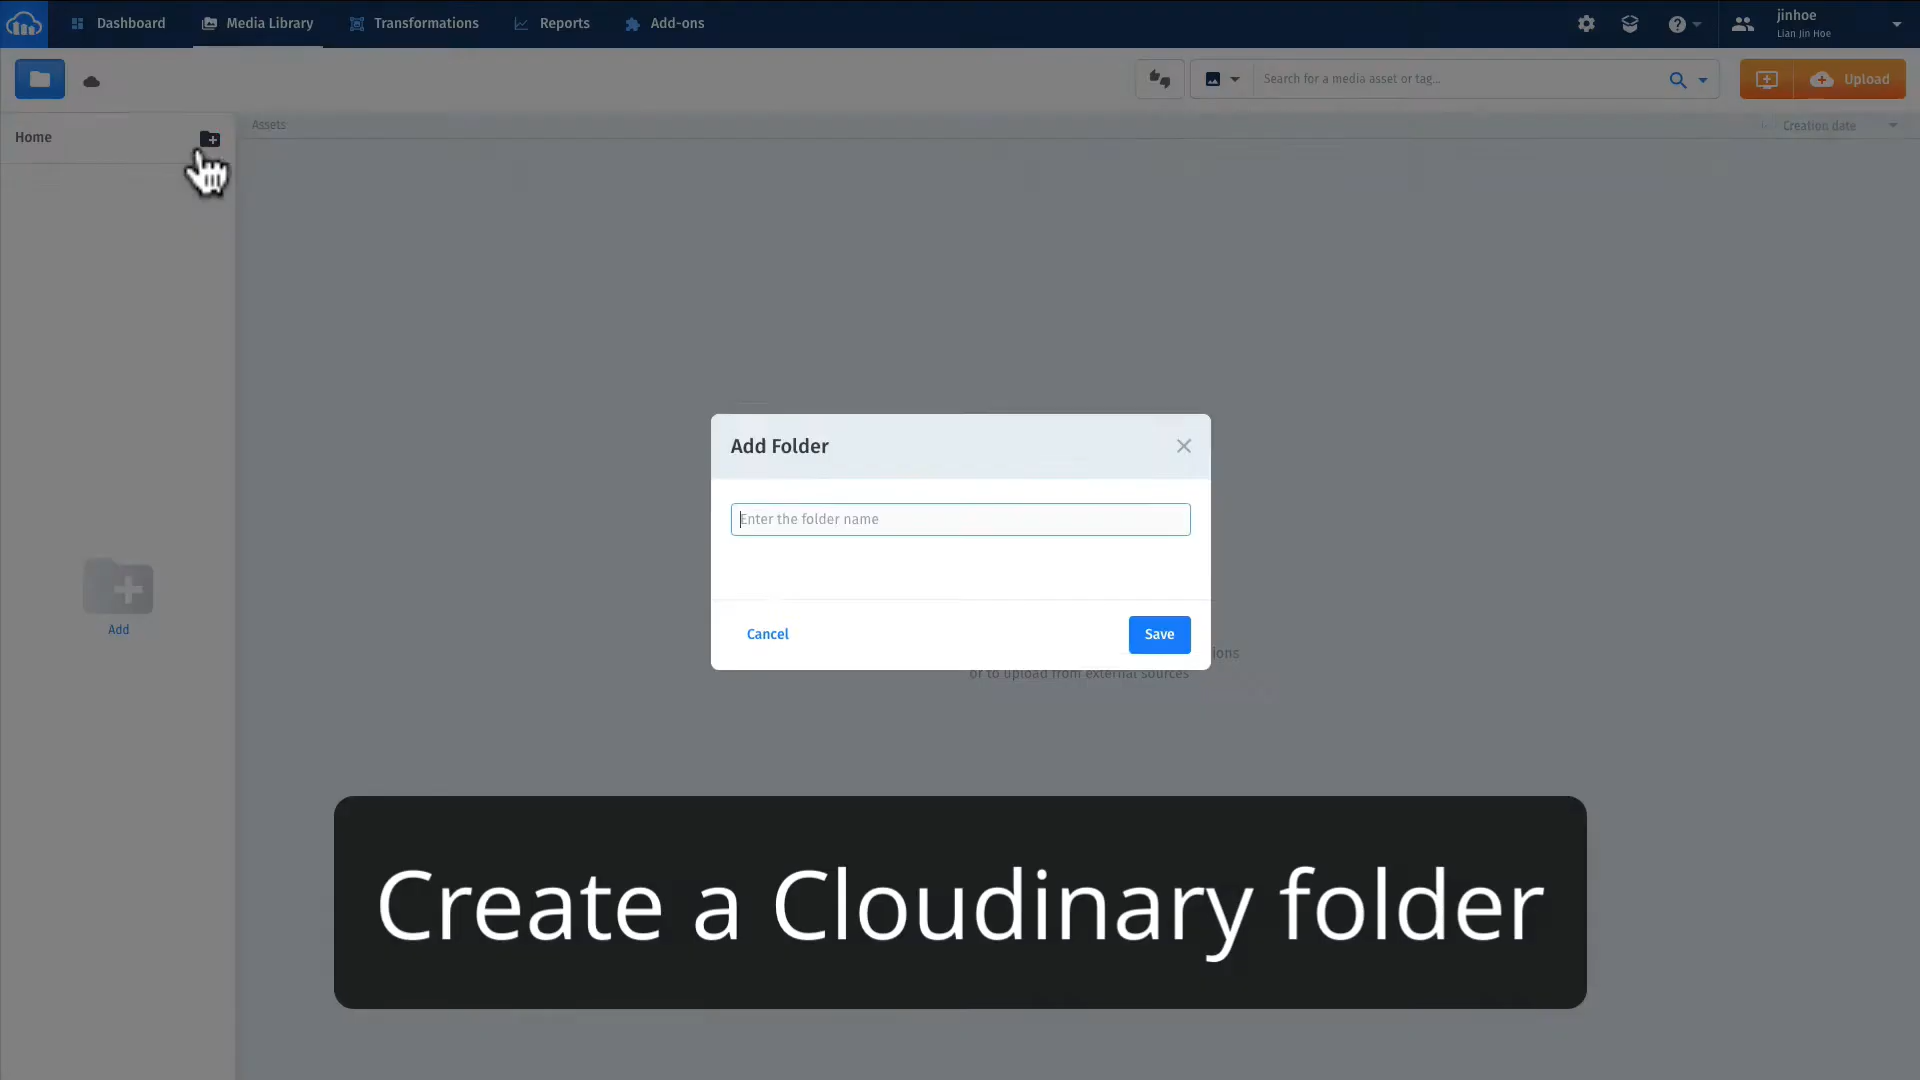 Dashboard
Media Library
Transformations
Reports
Add-ons
jinhoe
Lian Jin Hoe
Search for a media asset or tag...
Upload
Home
Assets
Creation date
Add Folder
Enter the folder name
Add
Cancel
Save
ions
or to upload from external sources
Create a Cloudinary folder